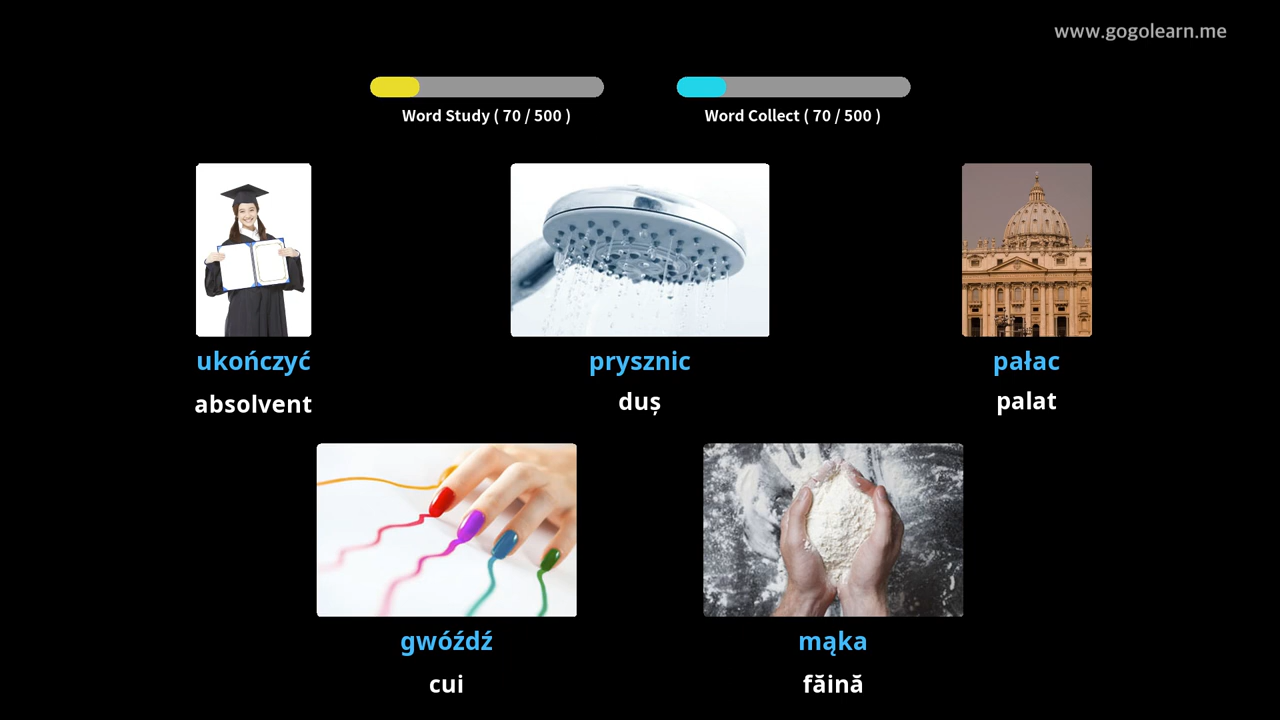 www.gogolearn.me
Word Study ( 70 / 500 )
Word Collect ( 70 / 500 )
ukończyć
absolvent
prysznic
duș
pałac
palat
gwóźdź
cui
mąka
făină